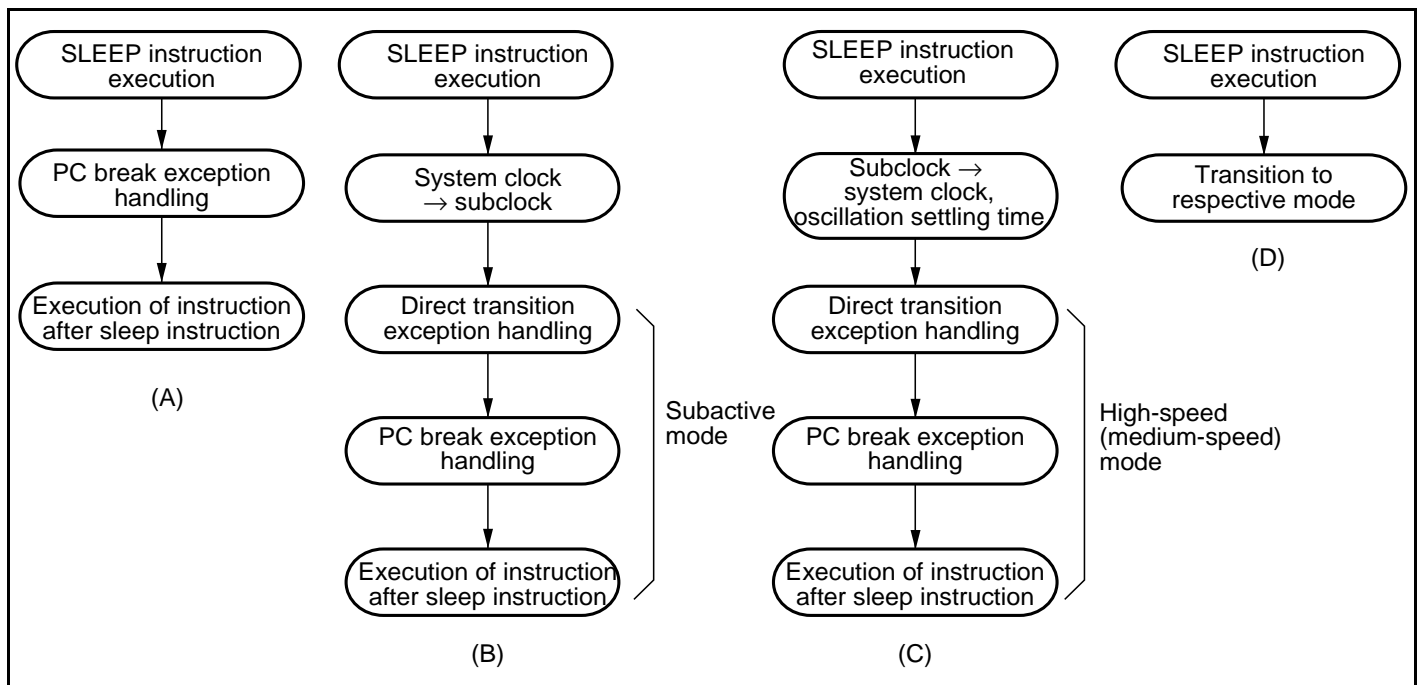 SLEEP instruction
execution
PC break exception
handling
Execution of instruction
after sleep instruction
(A)
SLEEP instruction
execution
System clock
→ subclock
Direct transition
exception handling
PC break exception
handling
Execution of instruction
after sleep instruction
Subactive
mode
(B)
SLEEP instruction
execution
Subclock →
system clock,
oscillation settling time
Direct transition
exception handling
PC break exception
handling
Execution of instruction
after sleep instruction
High-speed
(medium-speed)
mode
(C)
SLEEP instruction
execution
Transition to
respective mode
(D)